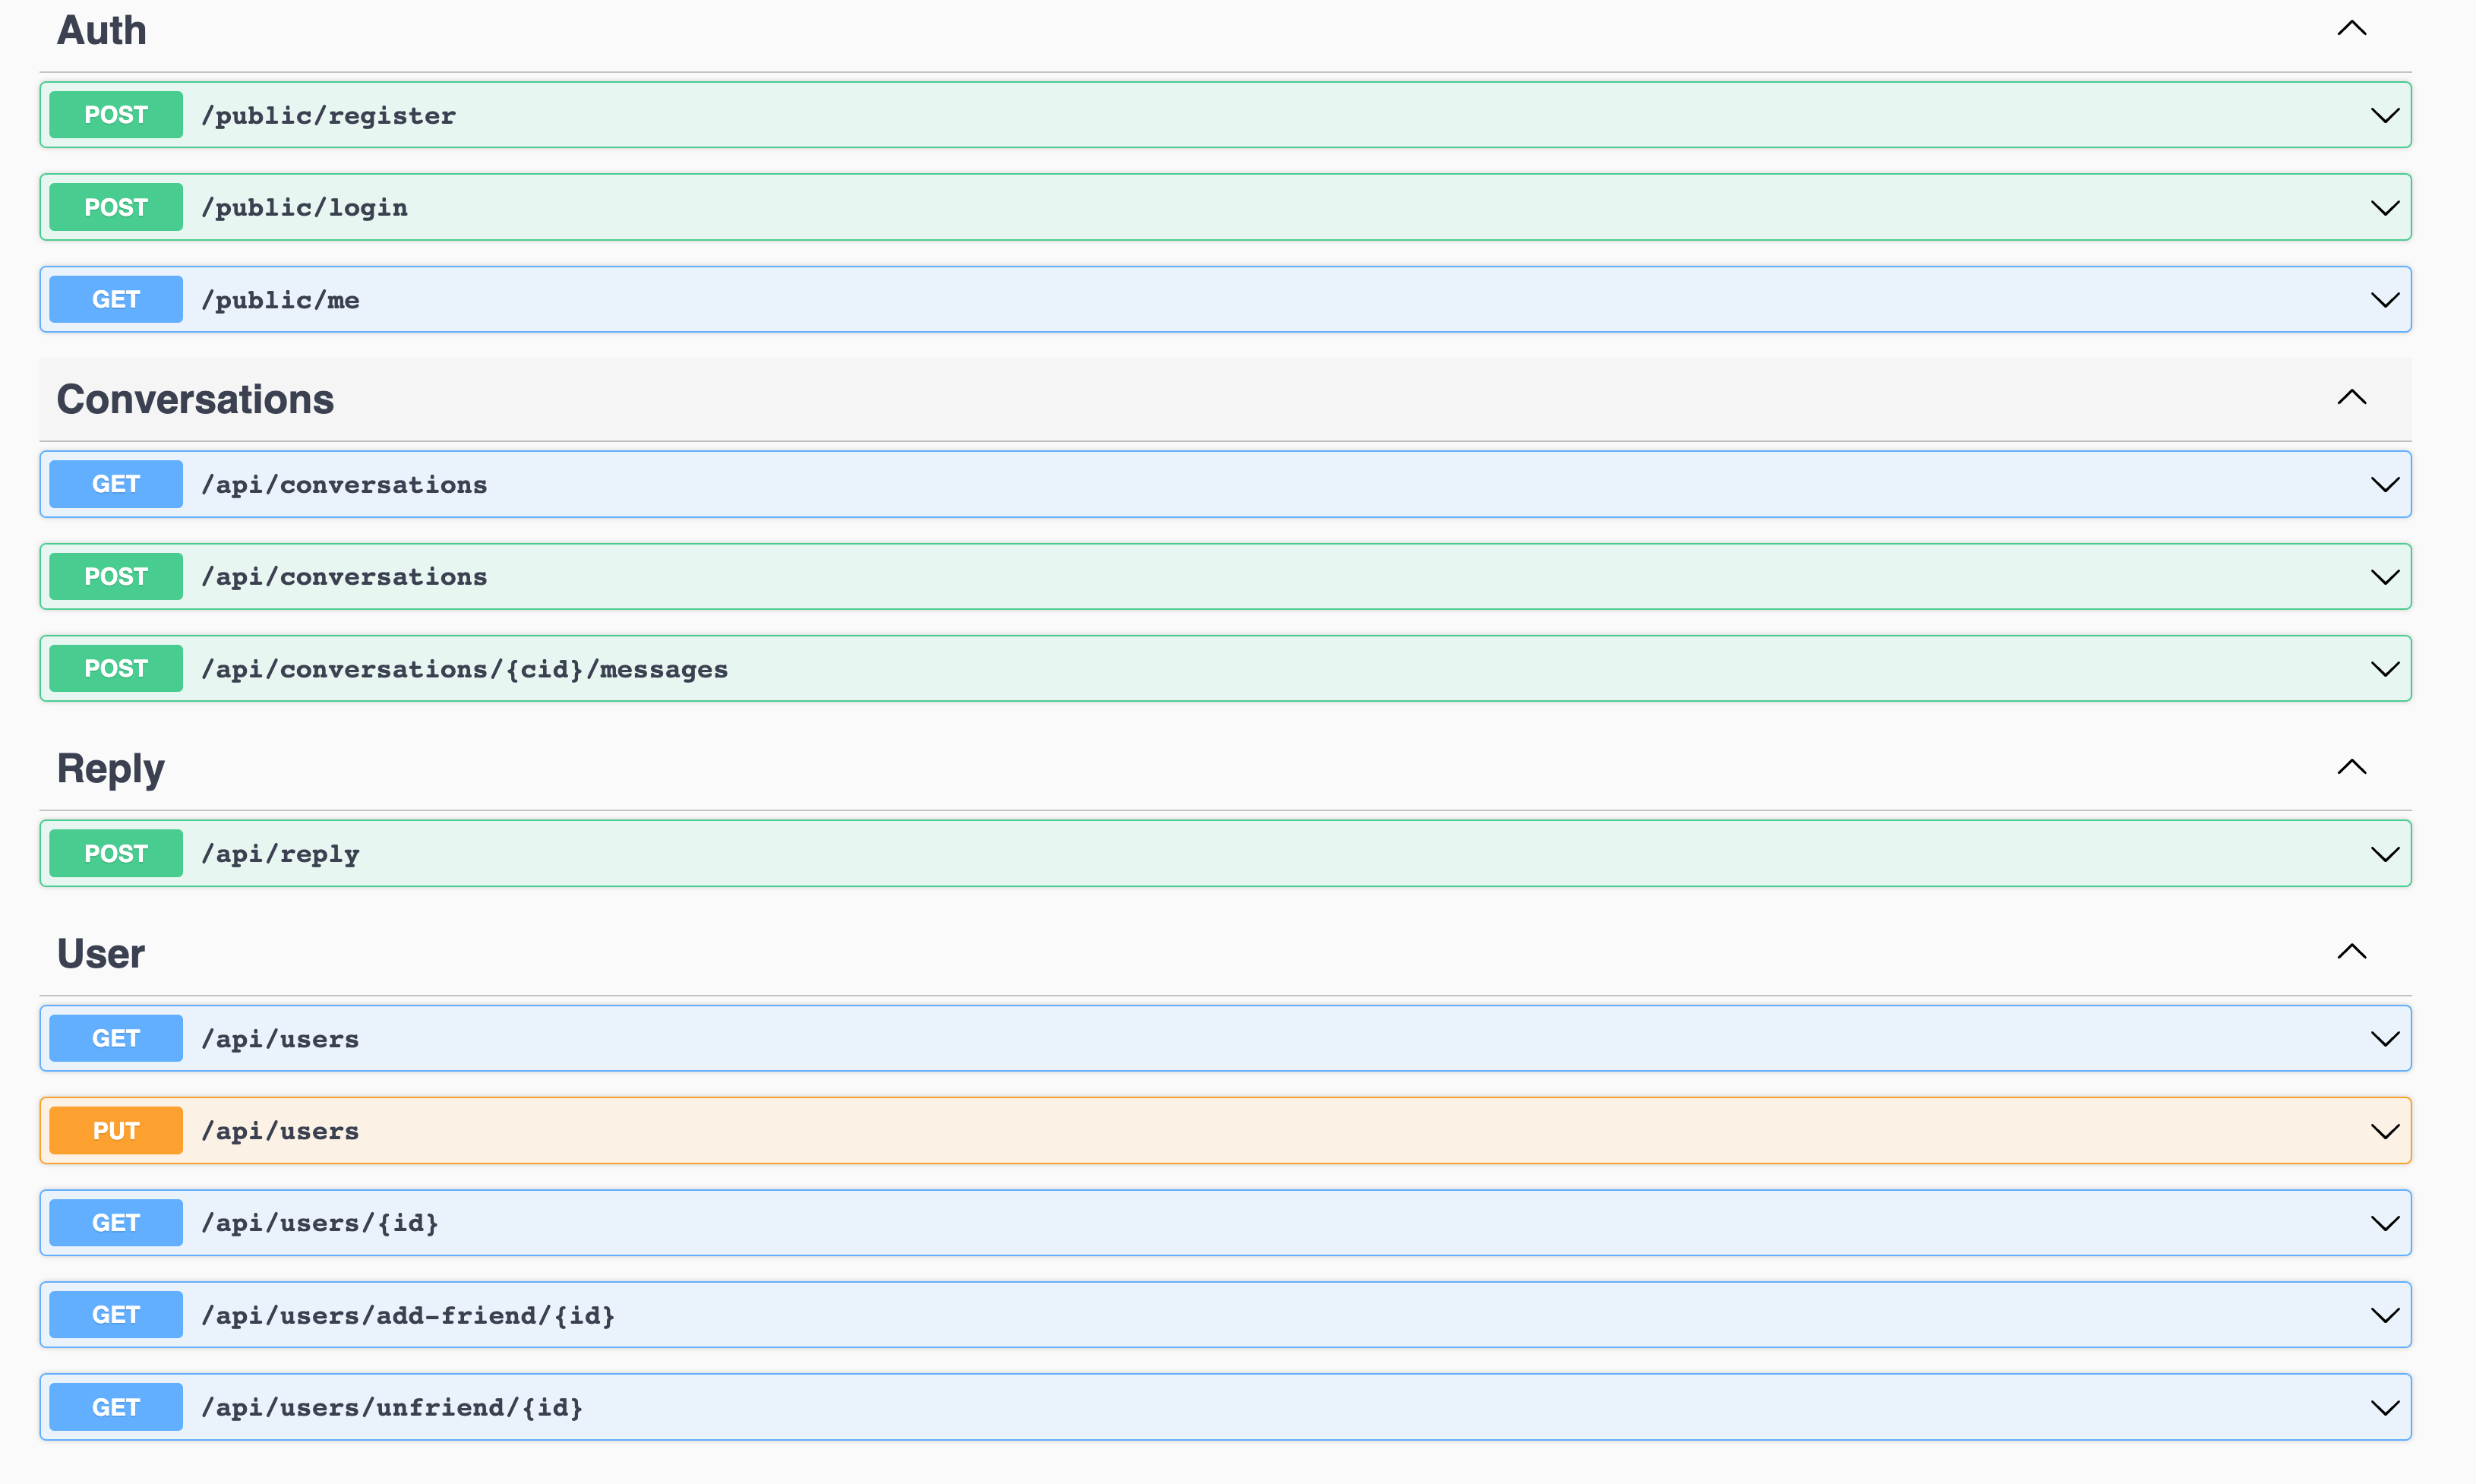 Auth
POST /public/register
POST /public/login
GET /public/me
Conversations
GET /api/conversations
POST /api/conversations
POST /api/conversations/{cid}/messages
Reply
POST /api/reply
User
GET /api/users
PUT /api/users
GET /api/users/{id}
GET /api/users/add-friend/{id}
GET /api/users/unfriend/{id}